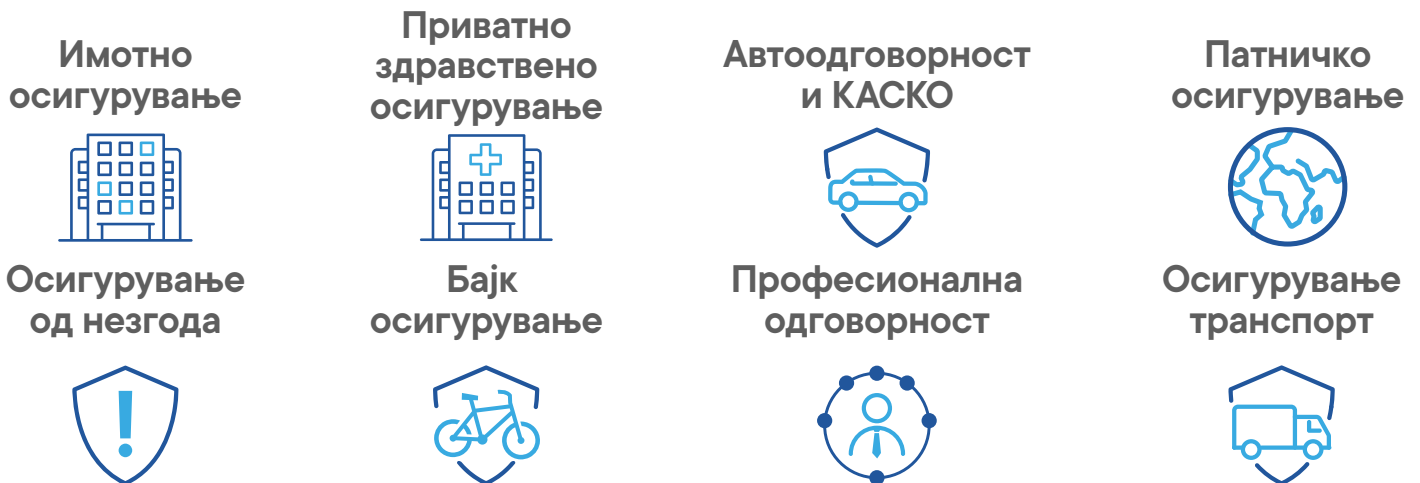 Имотно
осигурување
Приватно
здравствено
осигурување
Автоодговорност
и КАСКО
Патничко
осигурување
Осигурување
од незгода
Бајк
осигурување
Професионална
одговорност
Осигурување
транспорт